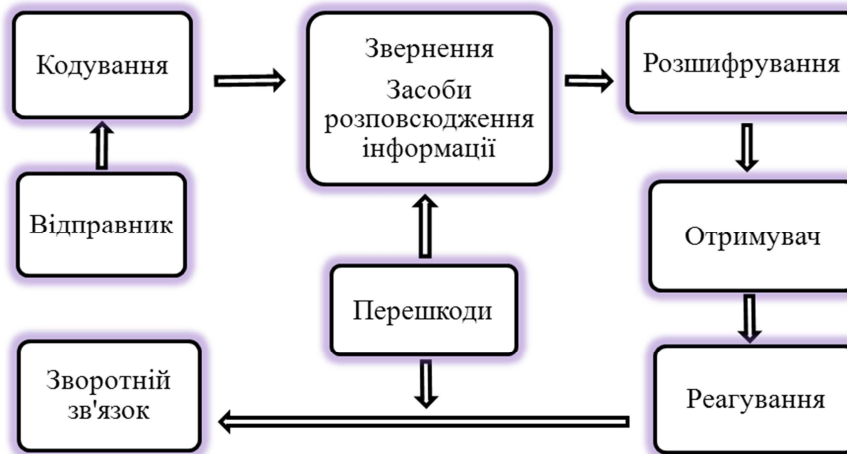 Кодування
Звернення
Засоби
розповсюдження
інформації
Розшифрування
Відправник
Перешкоди
Отримувач
Зворотній
зв'язок
Реагування